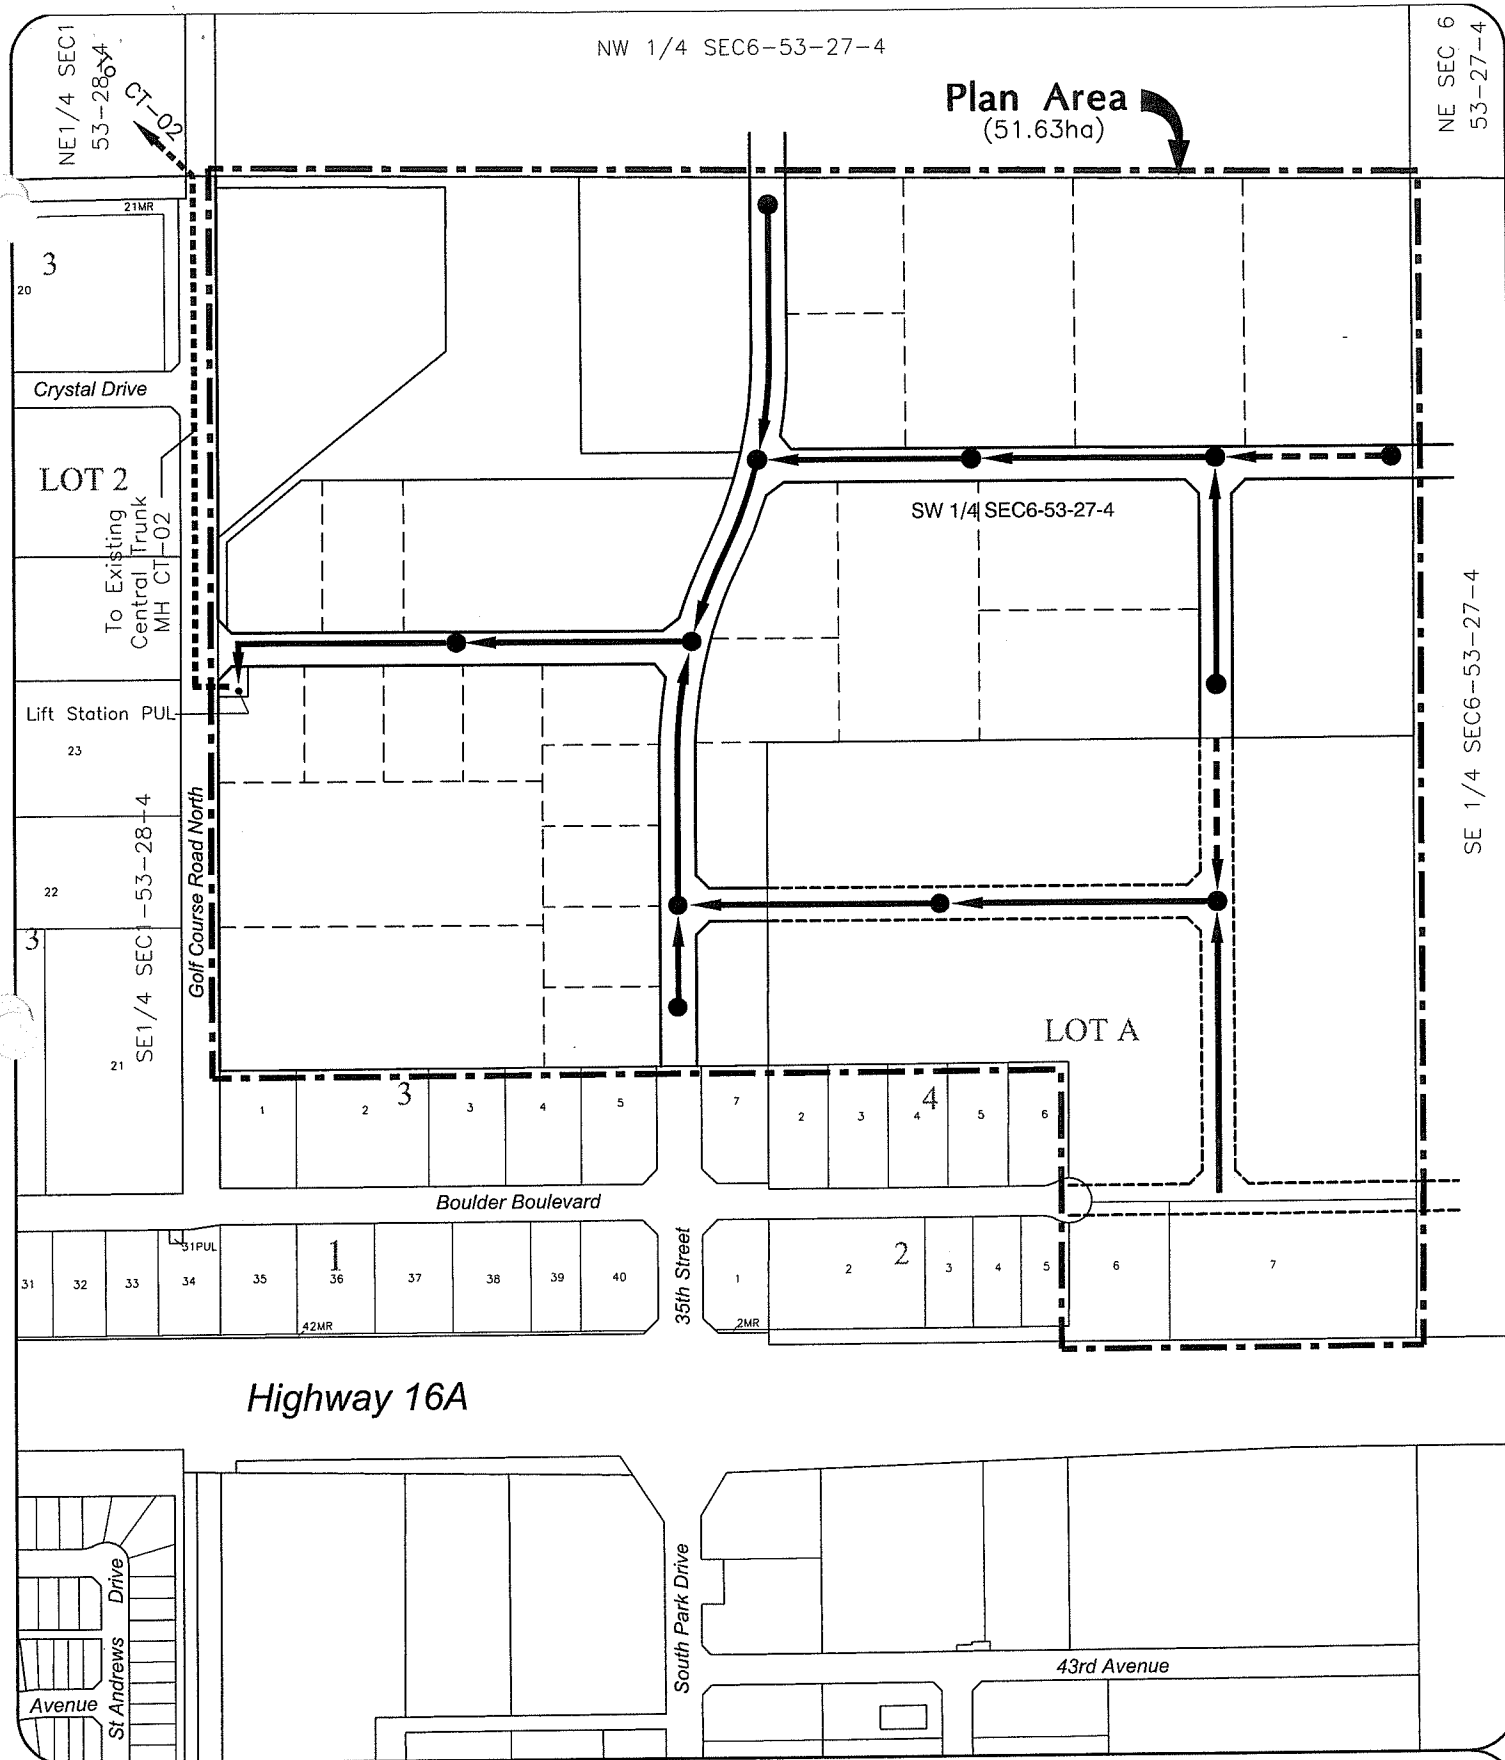 NE1/4 SEC1
53-28-4
CT-02
NW 1/4 SEC6-53-27-4
Plan Area
(51.63ha)
NE SEC 6
53-27-4
21MR
3
20
Crystal Drive
LOT 2
To Existing
Central Trunk
MH CT-02
SW 1/4 SEC6-53-27-4
SE 1/4 SEC6-53-27-4
Lift Station PUL
23
22
3
21
SE1/4 SEC1-53-28-4
Golf Course Road North
LOT A
3
4
1
2
3
4
5
7
2
3
4
5
6
Boulder Boulevard
31PUL
1
2
31
32
33
34
35
36
37
38
39
40
35th Street
1
2
3
4
5
6
7
42MR
2MR
Highway 16A
St Andrews Drive
Avenue
South Park Drive
43rd Avenue